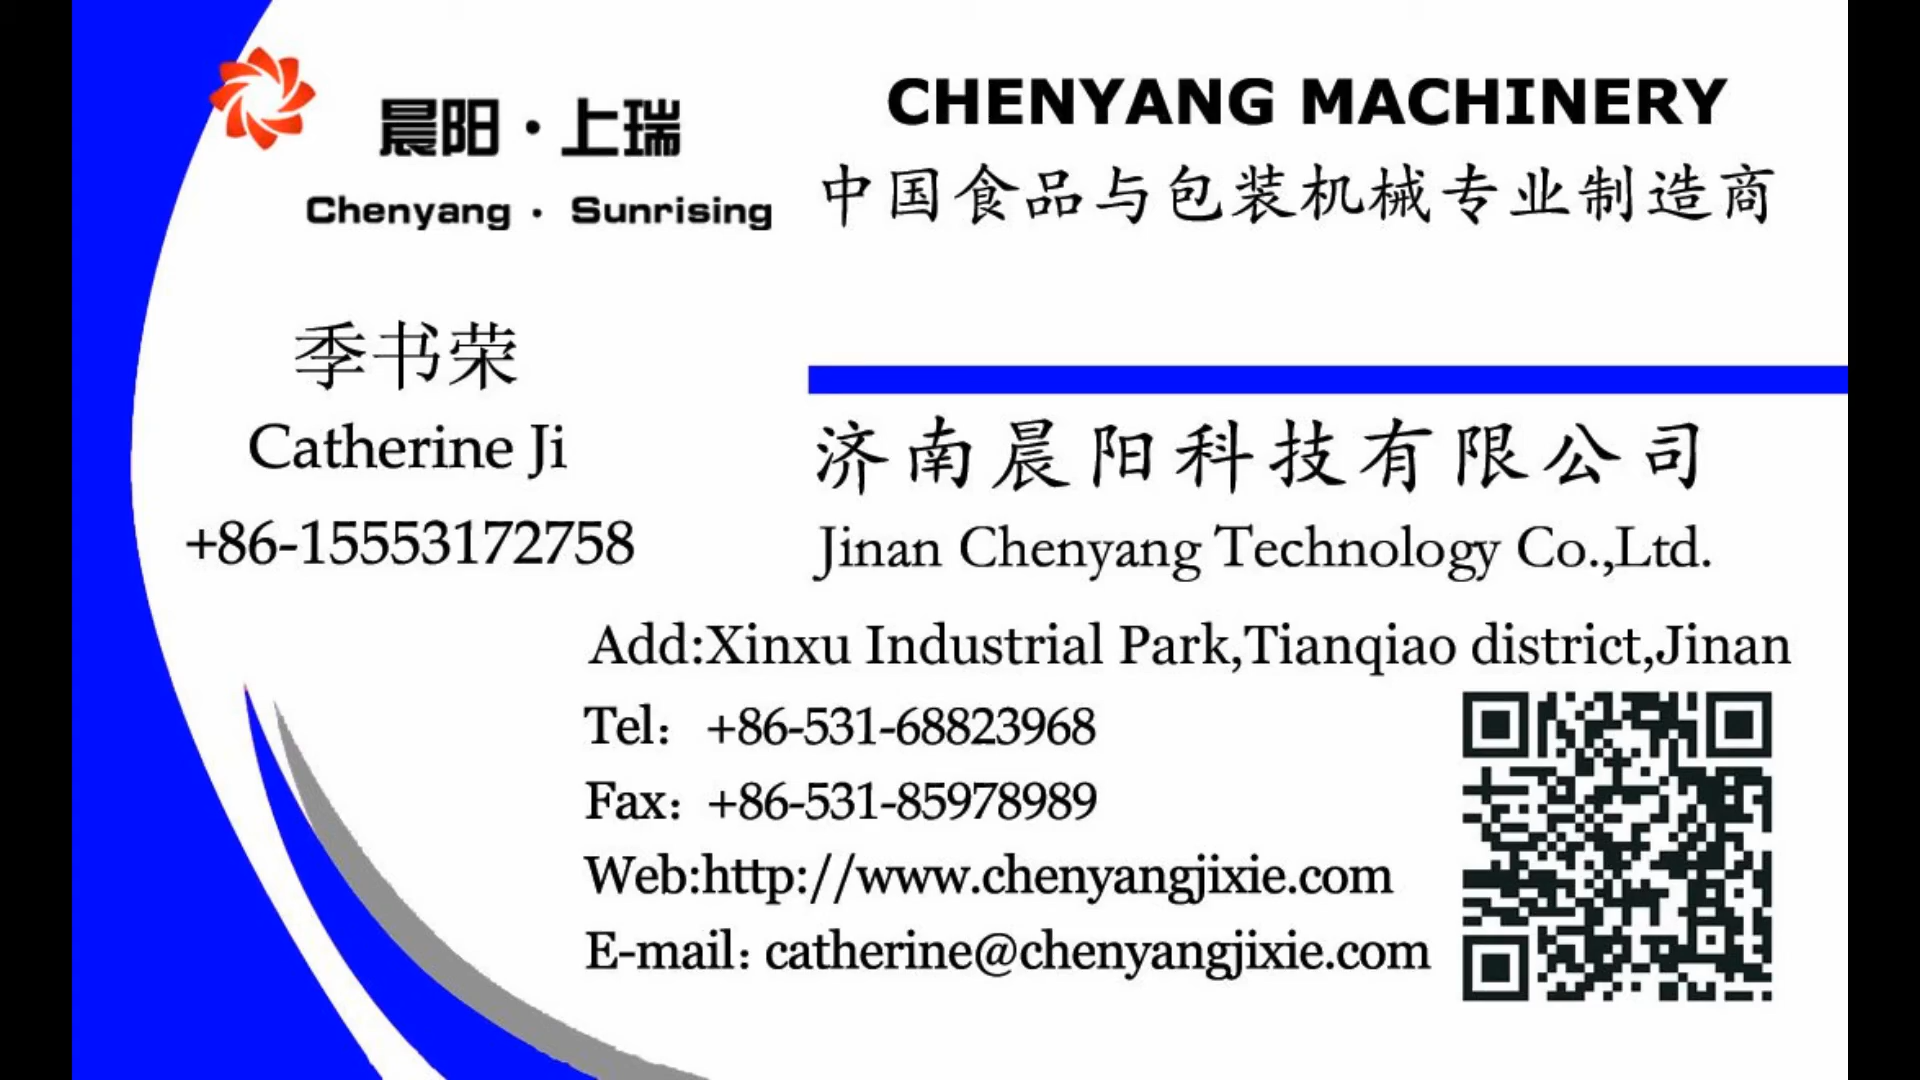 晨阳·上瑞
Chenyang · Sunrising
CHENYANG MACHINERY
中国食品与包装机械专业制造商
季书荣
Catherine Ji
+86-15553172758
济南晨阳科技有限公司
Jinan Chenyang Technology Co.,Ltd.
Add:Xinxu Industrial Park,Tianqiao district,Jinan
Tel：+86-531-68823968
Fax：+86-531-85978989
Web:http://www.chenyangjixie.com
E-mail：catherine@chenyangjixie.com